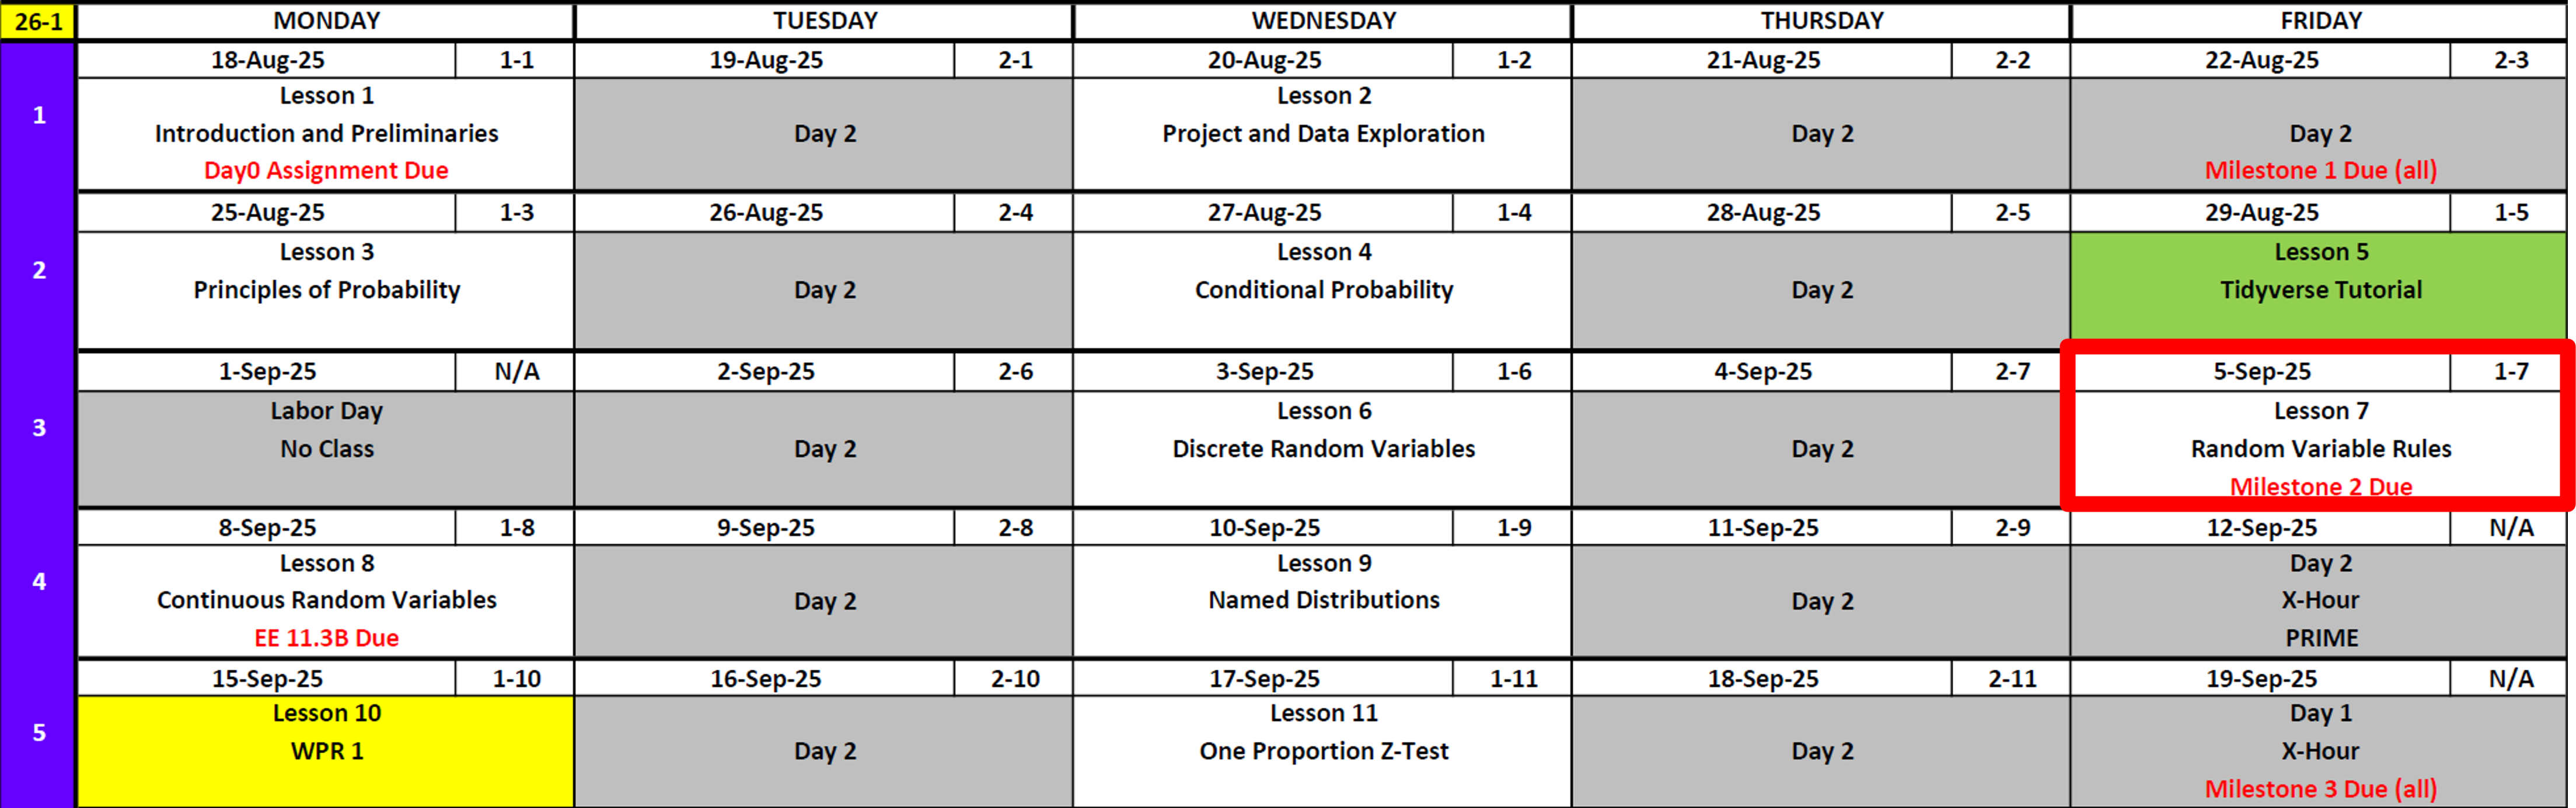 26-1 MONDAY TUESDAY WEDNESDAY THURSDAY FRIDAY
18-Aug-25 1-1 19-Aug-25 2-1 20-Aug-25 1-2 21-Aug-25 2-2 22-Aug-25 2-3
1
Lesson 1
Introduction and Preliminaries
Day0 Assignment Due
Day 2
Lesson 2
Project and Data Exploration
Day 2
Day 2
Milestone 1 Due (all)
25-Aug-25 1-3 26-Aug-25 2-4 27-Aug-25 1-4 28-Aug-25 2-5 29-Aug-25 1-5
2
Lesson 3
Principles of Probability
Day 2
Lesson 4
Conditional Probability
Day 2
Lesson 5
Tidyverse Tutorial
1-Sep-25 N/A 2-Sep-25 2-6 3-Sep-25 1-6 4-Sep-25 2-7 5-Sep-25 1-7
3
Labor Day
No Class
Day 2
Lesson 6
Discrete Random Variables
Day 2
Lesson 7
Random Variable Rules
Milestone 2 Due
8-Sep-25 1-8 9-Sep-25 2-8 10-Sep-25 1-9 11-Sep-25 2-9 12-Sep-25 N/A
4
Lesson 8
Continuous Random Variables
EE 11.3B Due
Day 2
Lesson 9
Named Distributions
Day 2
Day 2
X-Hour
PRIME
15-Sep-25 1-10 16-Sep-25 2-10 17-Sep-25 1-11 18-Sep-25 2-11 19-Sep-25 N/A
5
Lesson 10
WPR 1
Day 2
Lesson 11
One Proportion Z-Test
Day 2
Day 1
X-Hour
Milestone 3 Due (all)